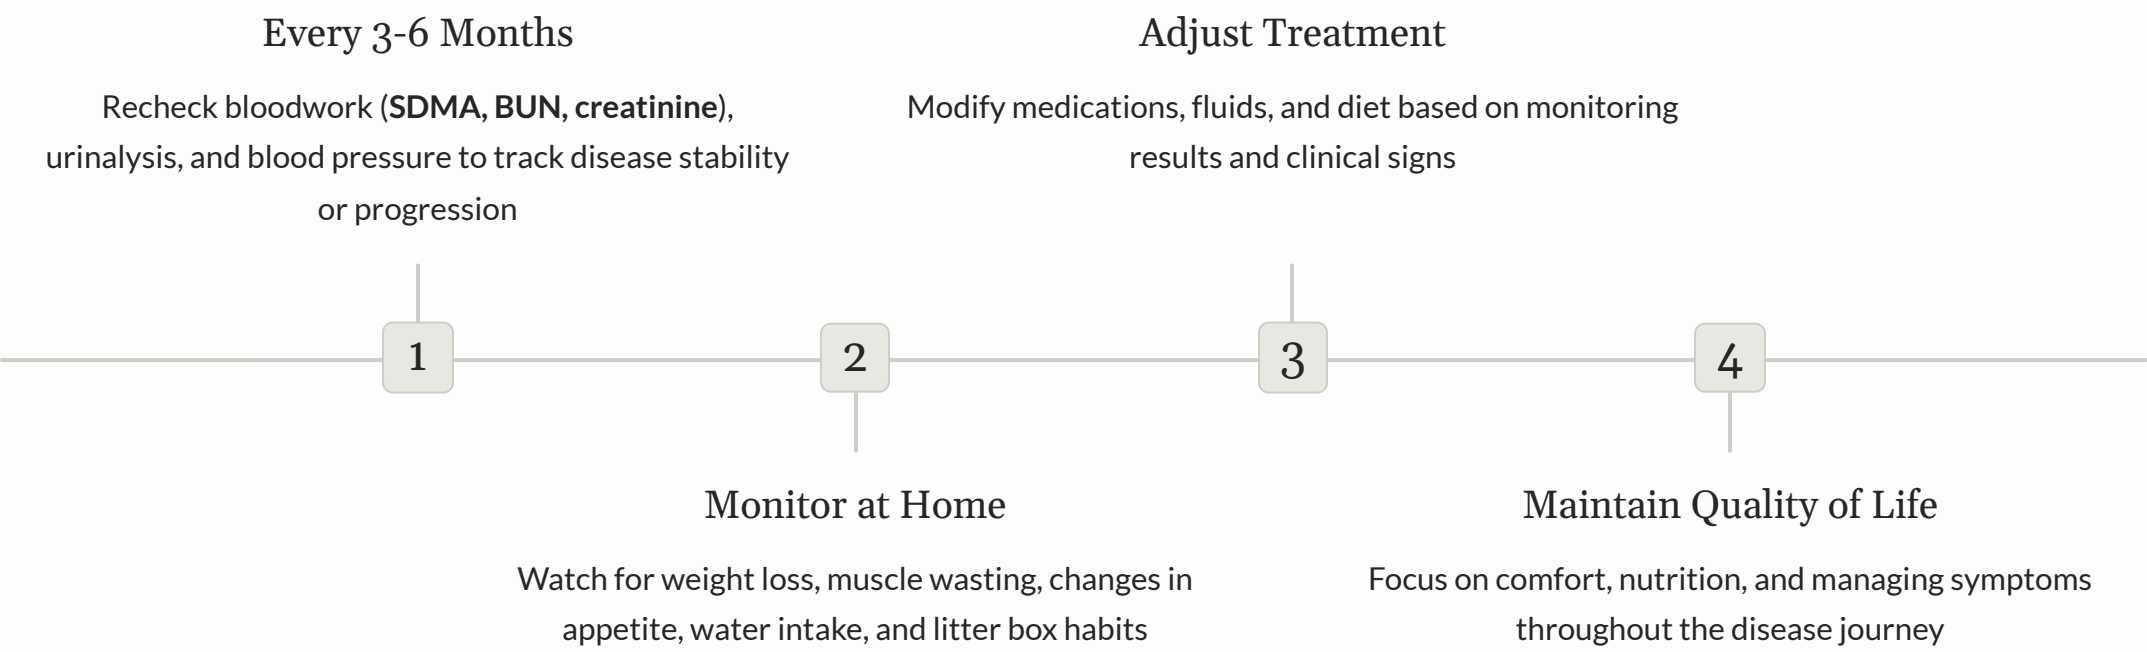 Every 3-6 Months
Recheck bloodwork (SDMA, BUN, creatinine),
urinalysis, and blood pressure to track disease stability
or progression
1
2
Monitor at Home
Watch for weight loss, muscle wasting, changes in
appetite, water intake, and litter box habits
Adjust Treatment
Modify medications, fluids, and diet based on monitoring
results and clinical signs
3
4
Maintain Quality of Life
Focus on comfort, nutrition, and managing symptoms
throughout the disease journey